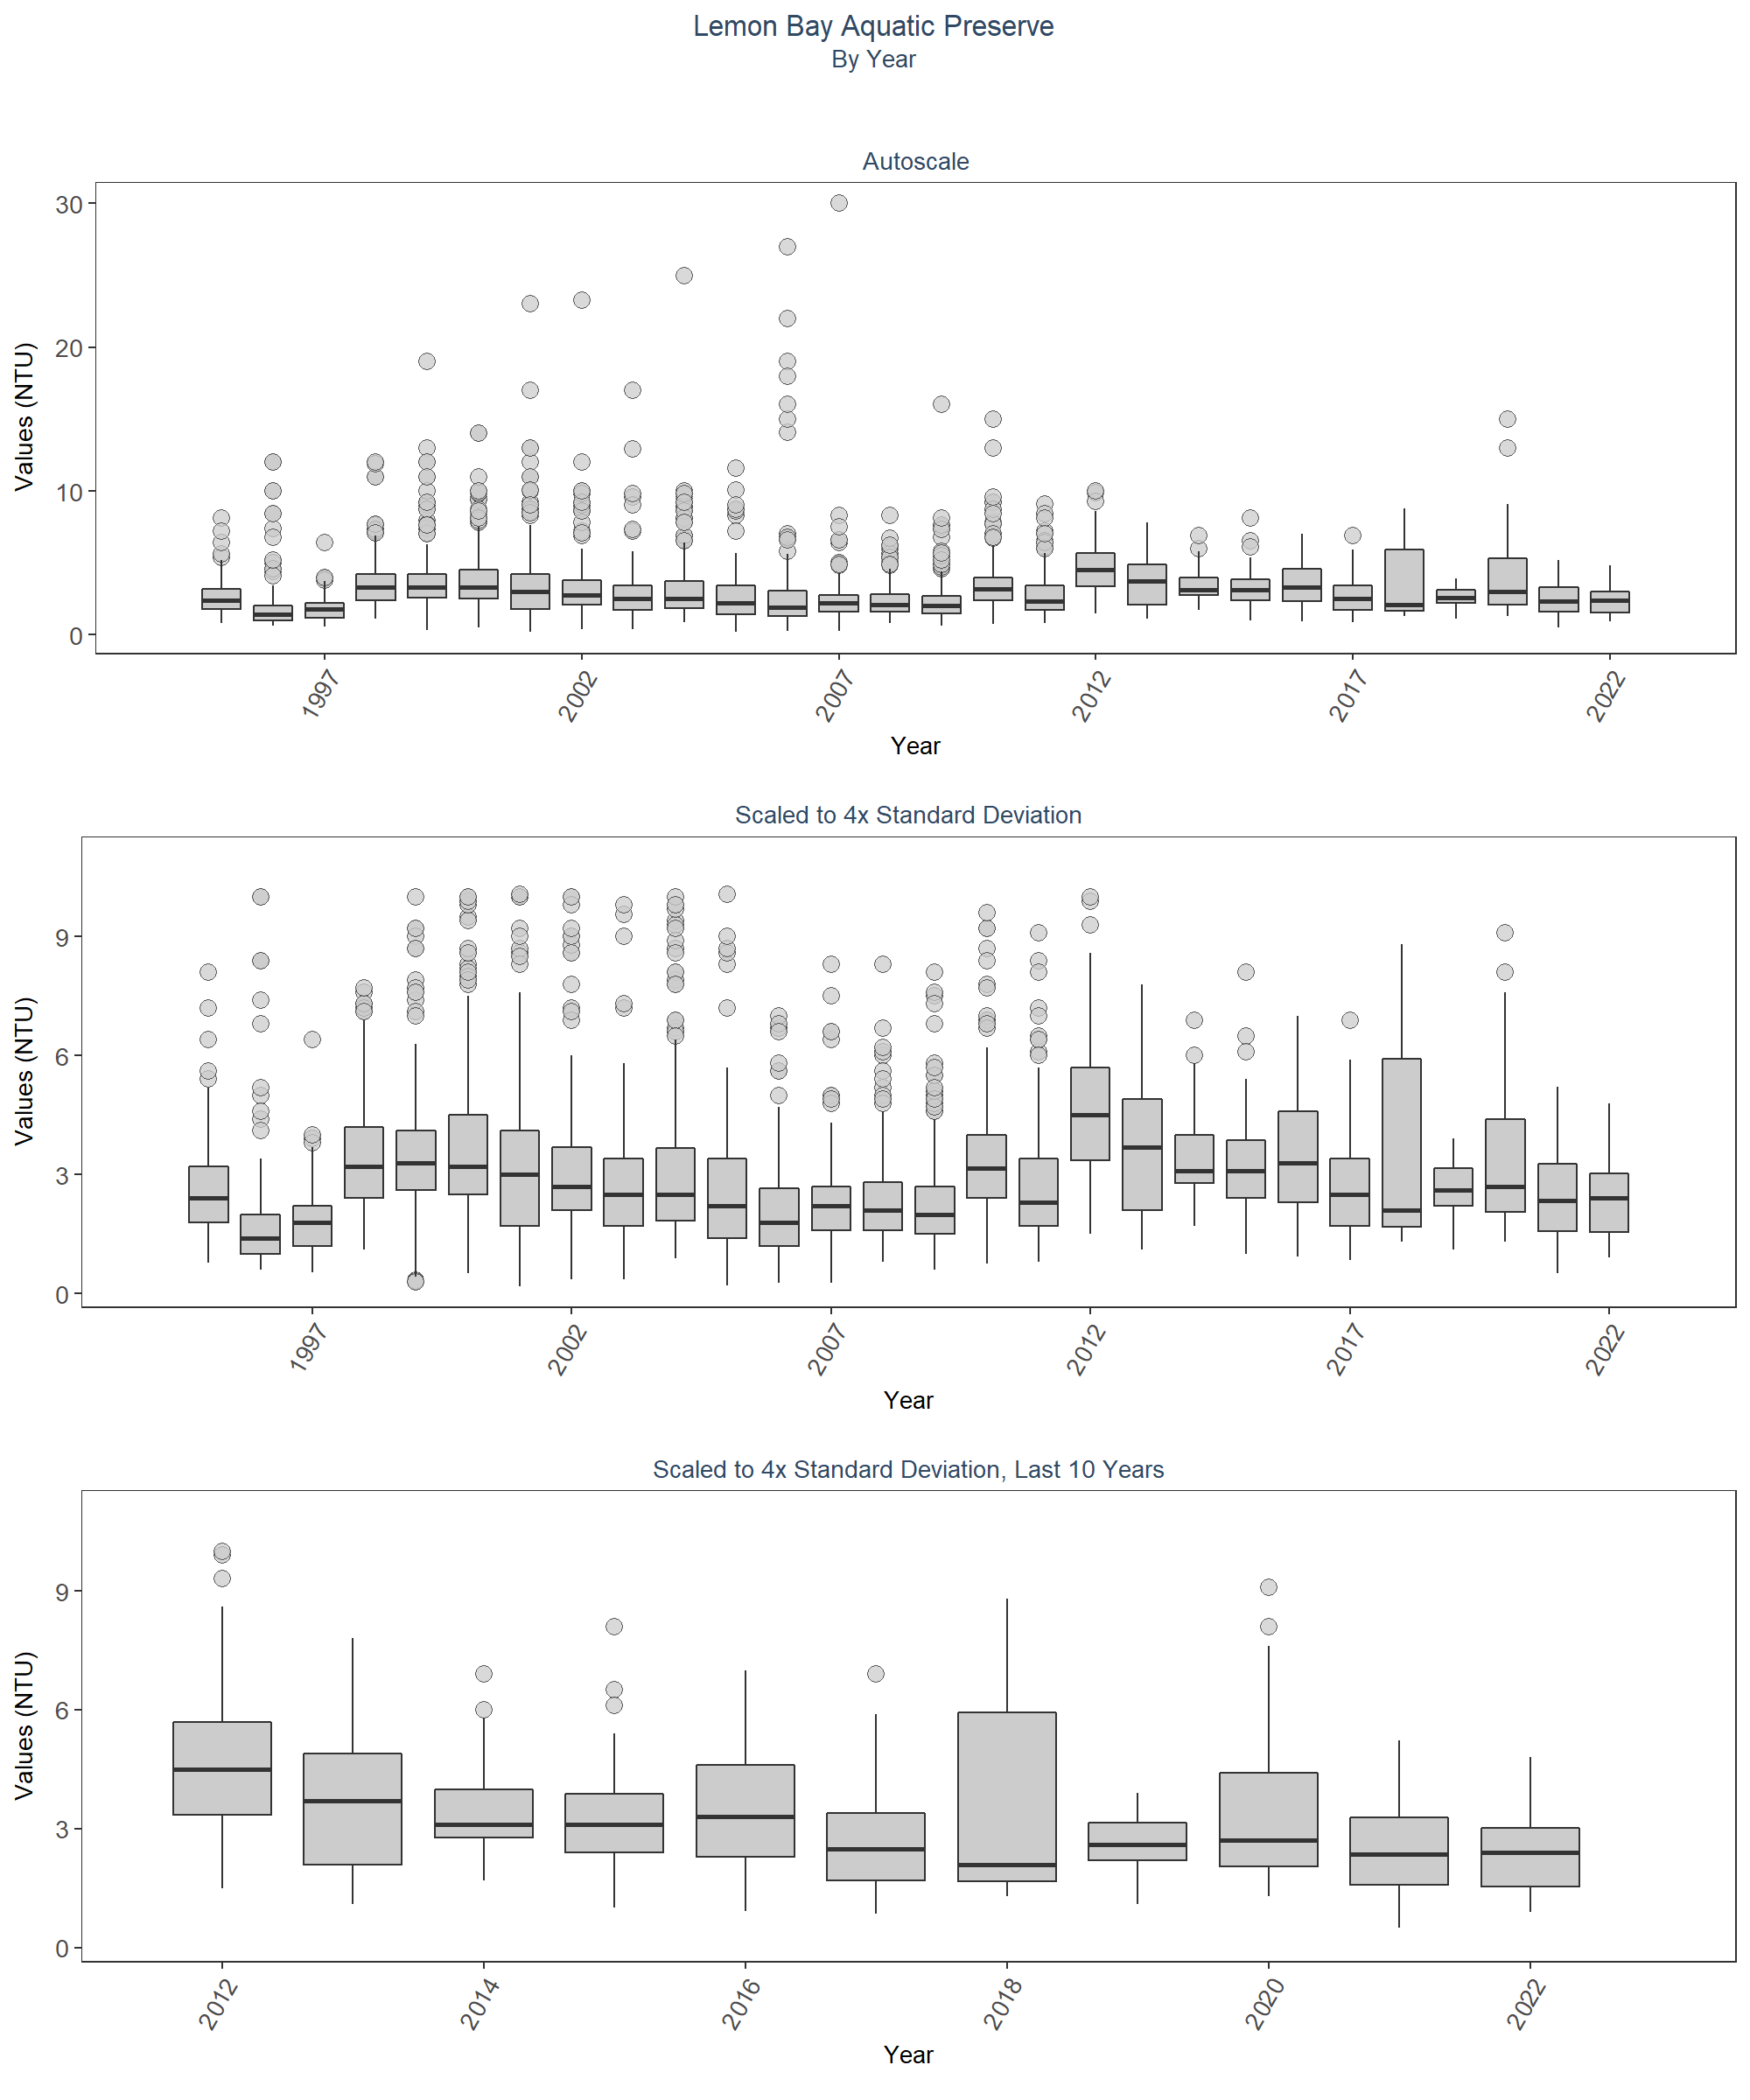 Lemon Bay Aquatic Preserve
By Year
Autoscale
Values (NTU)
30
20
10
0
1997 2002 2007 2012 2017 2022
Year
Scaled to 4x Standard Deviation
Values (NTU)
9
6
3
0
1997 2002 2007 2012 2017 2022
Year
Scaled to 4x Standard Deviation, Last 10 Years
Values (NTU)
9
6
3
0
2012 2014 2016 2018 2020 2022
Year